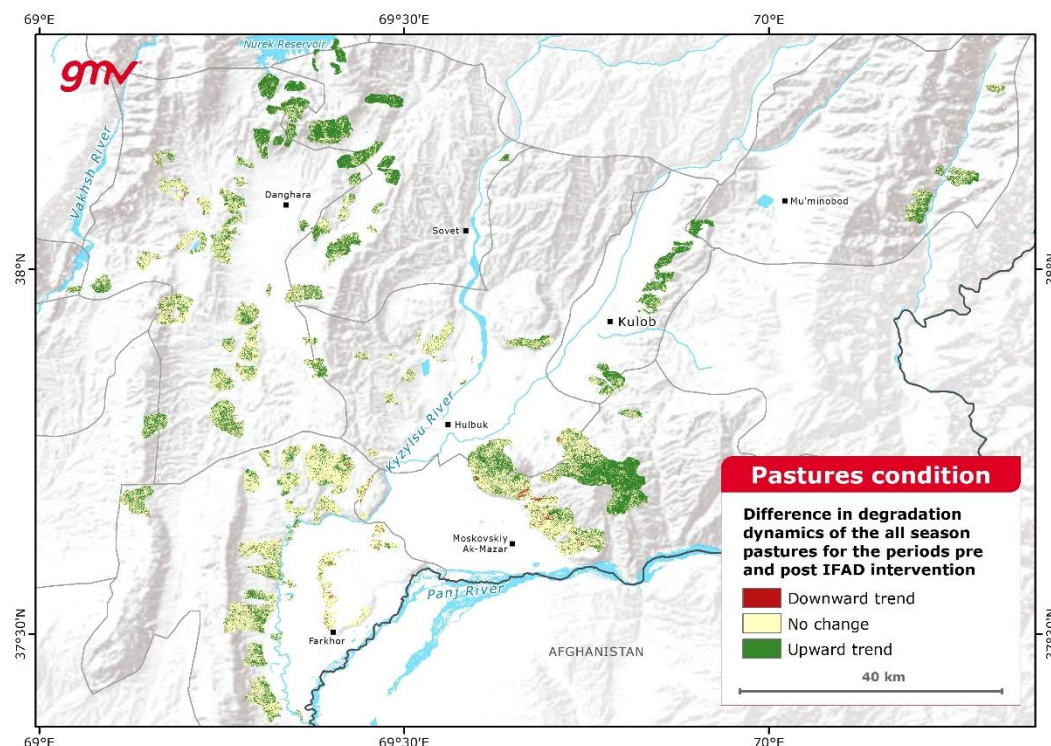 69°E
69°30'E
70°E
Nurek Reservoir
gmv
Vakhsh River
Danghara
Sovet
Mu'minobod
38°N
38°N
Kulob
Kyzylsu River
Hulbuk
Moskovskiy
Ak-Mazar
Panj River
Farkhor
AFGHANISTAN
37°30'N
37°30'N
Pastures condition
Difference in degradation
dynamics of the all season
pastures for the periods pre
and post IFAD intervention
Downward trend
No change
Upward trend
40 km
69°E
69°30'E
70°E